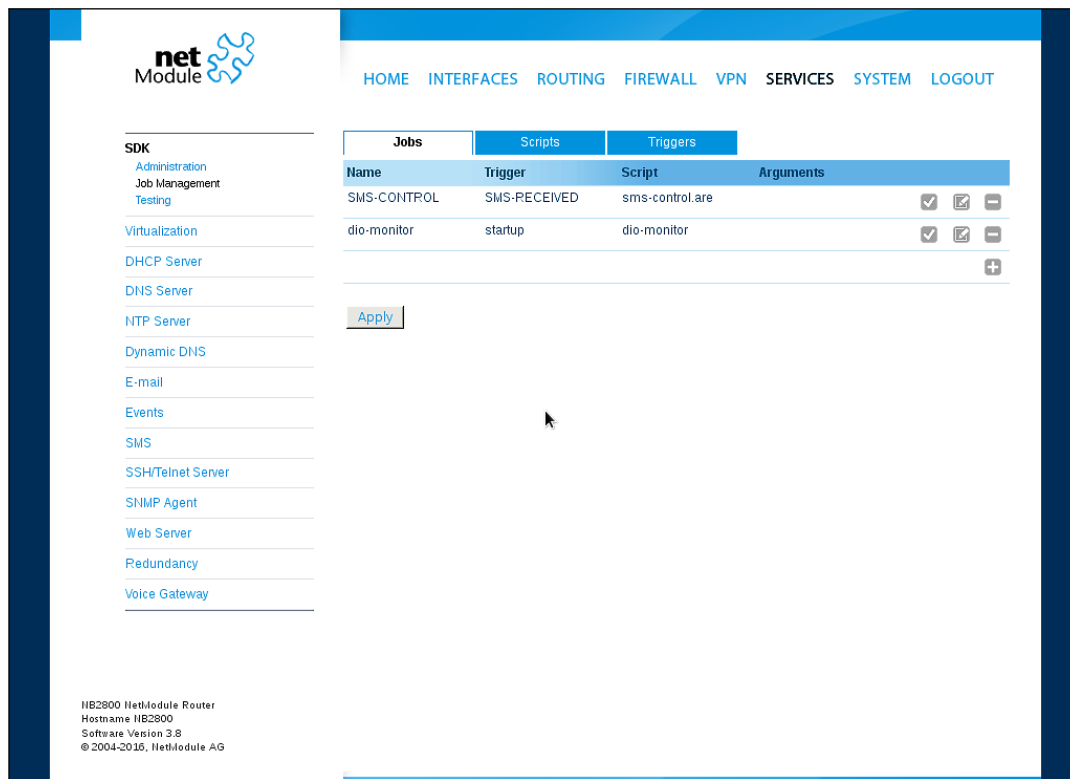 net
Module
HOME INTERFACES ROUTING FIREWALL VPN SERVICES SYSTEM LOGOUT
SDK
Administration
Job Management
Testing
Virtualization
DHCP Server
DNS Server
NTP Server
Dynamic DNS
E-mail
Events
SMS
SSH/Telnet Server
SNMP Agent
Web Server
Redundancy
Voice Gateway
Jobs Scripts Triggers
Name Trigger Script Arguments
SMS-CONTROL SMS-RECEIVED sms-control.are
dio-monitor startup dio-monitor
Apply
NB2800 NetModule Router
Hostname NB2800
Software Version 3.8
© 2004-2016, NetModule AG